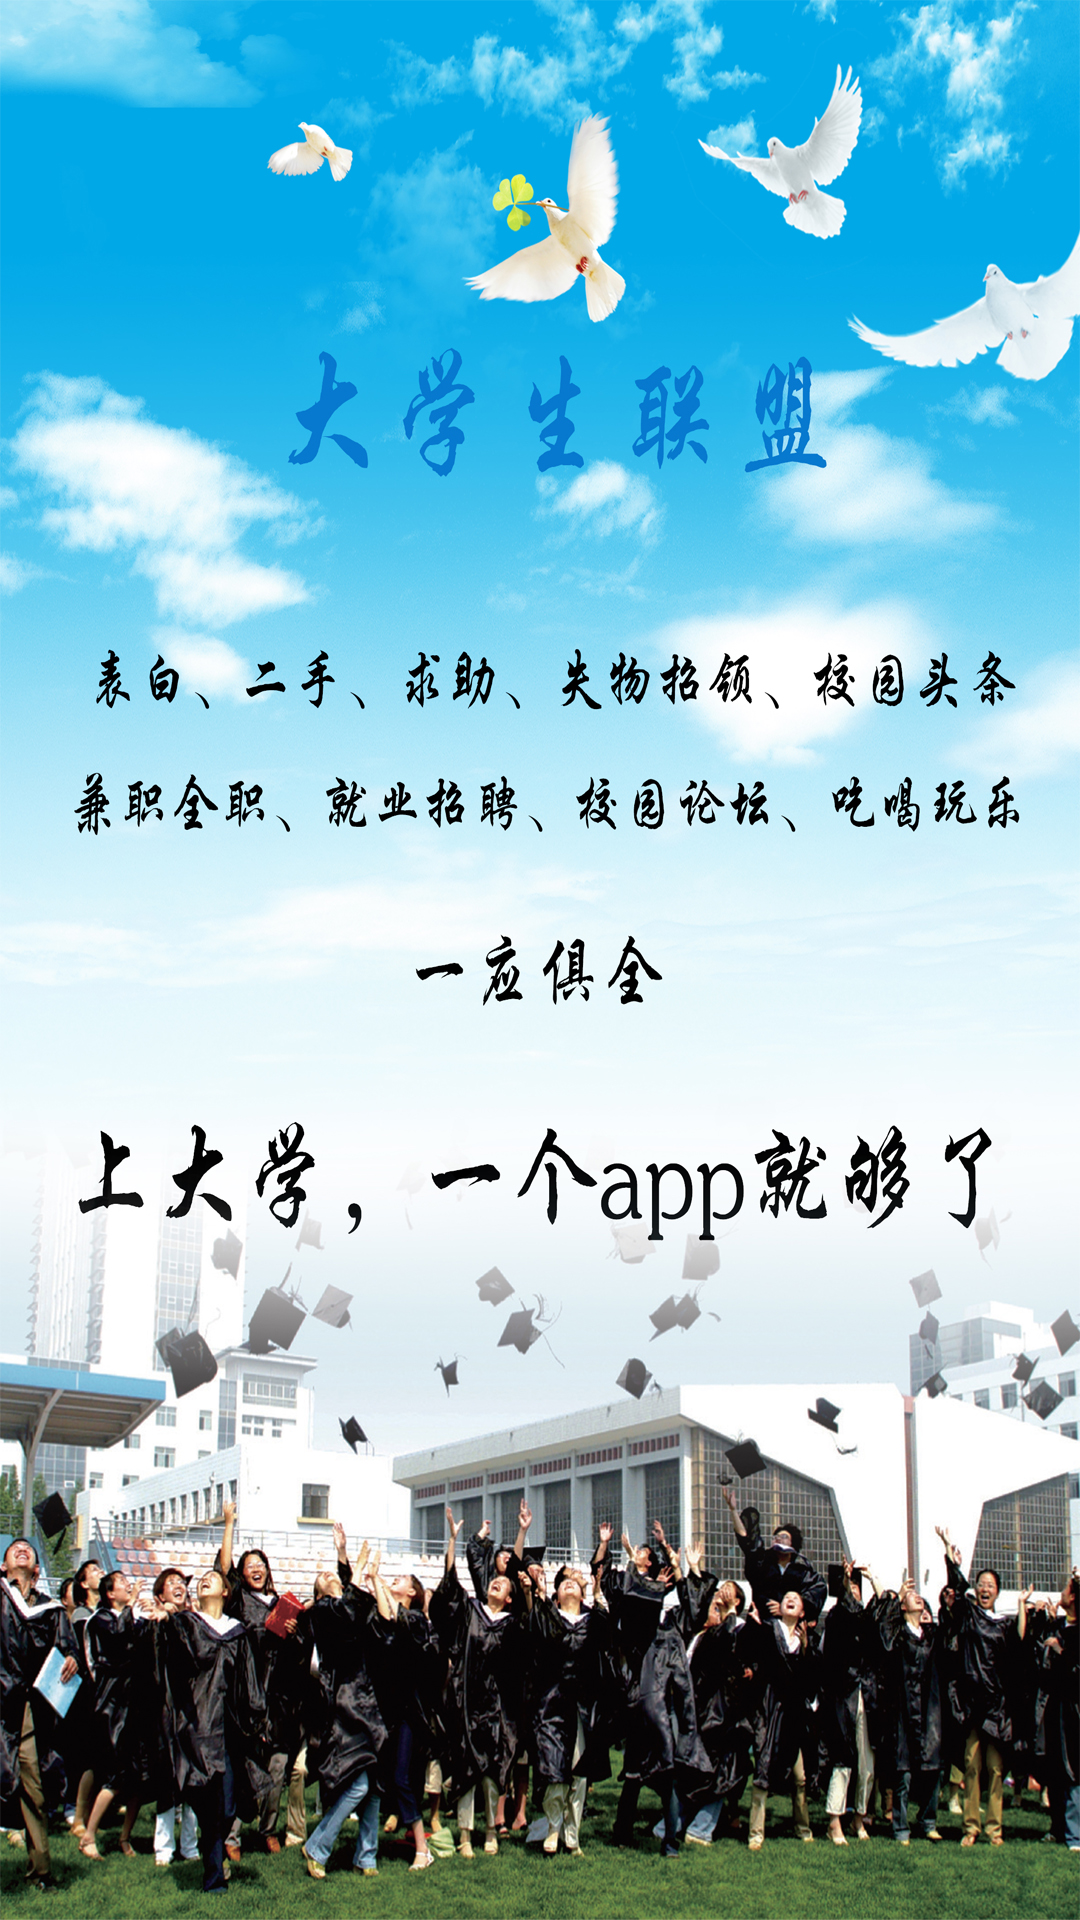 大学生联盟
表白、二手、求助、失物招领、校园头条
兼职全职、就业招聘、校园论坛、吃喝玩乐
一应俱全
上大学，一个app就够了